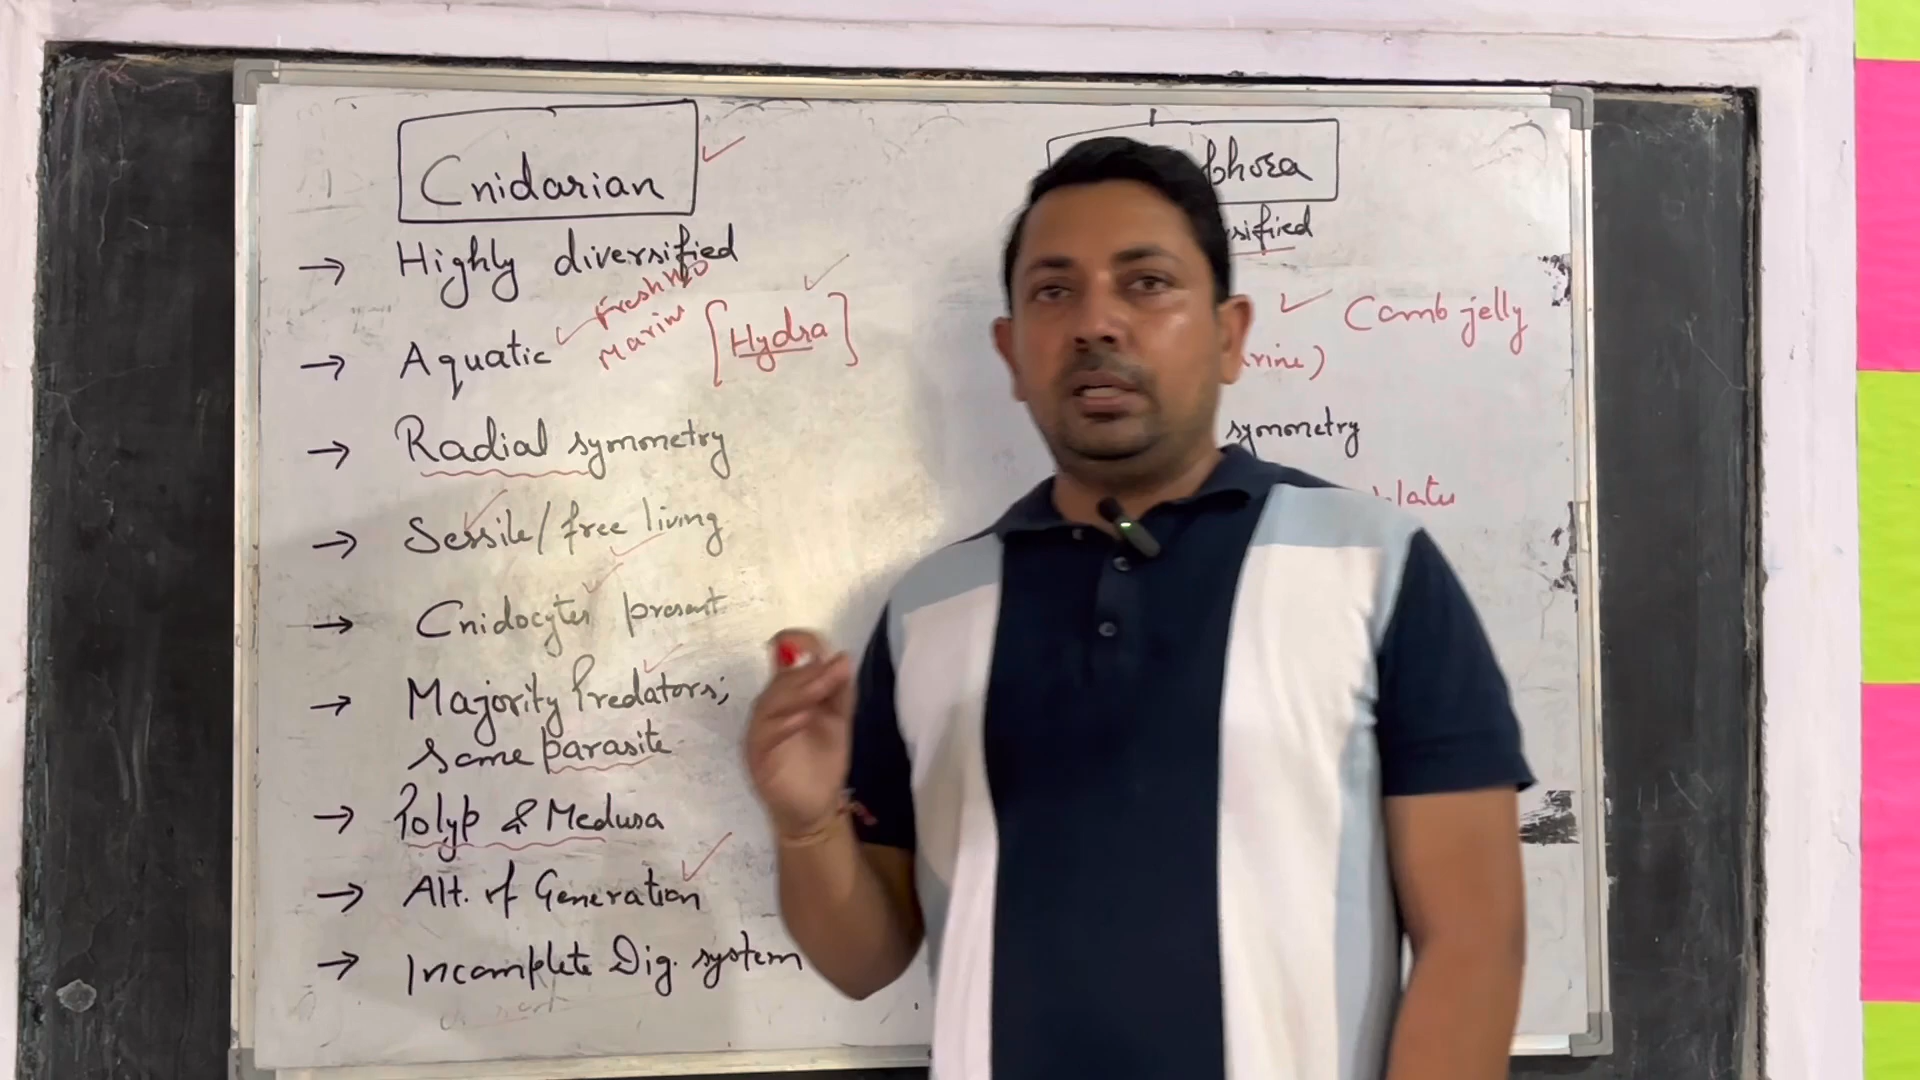 Cnidarian
→ Highly diversified
→ Aquatic Fresh H₂O
Marine [Hydra]
→ Radial symmetry
→ Sessile/free living
→ Cnidocytes present
→ Majority Predators;
some parasite
→ Polyp & Medusa
→ Alt. of Generation
→ Incomplete Dig. system
phora
sified
Comb jelly
rine)
symmetry